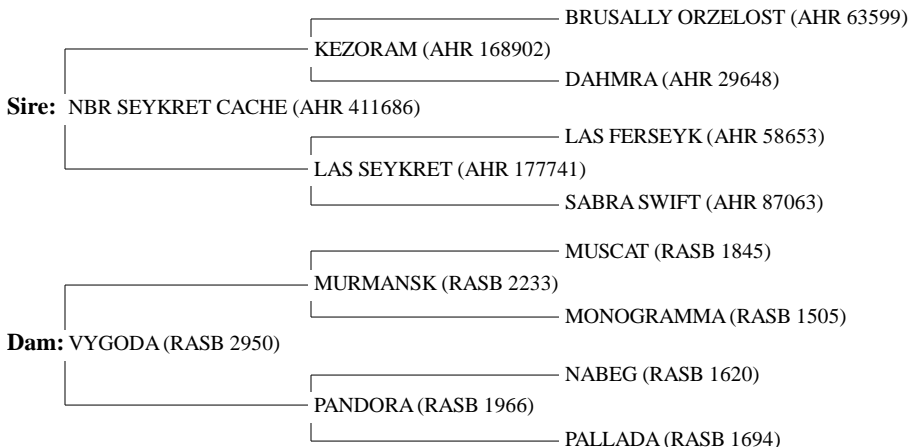 BRUSALLY ORZELOST (AHR 63599)
KEZORAM (AHR 168902)
DAHMRA (AHR 29648)
Sire: NBR SEYKRET CACHE (AHR 411686)
LAS FERSEYK (AHR 58653)
LAS SEYKRET (AHR 177741)
SABRA SWIFT (AHR 87063)
MUSCAT (RASB 1845)
MURMANSK (RASB 2233)
MONOGRAMMA (RASB 1505)
Dam: VYGODA (RASB 2950)
NABEG (RASB 1620)
PANDORA (RASB 1966)
PALLADA (RASB 1694)